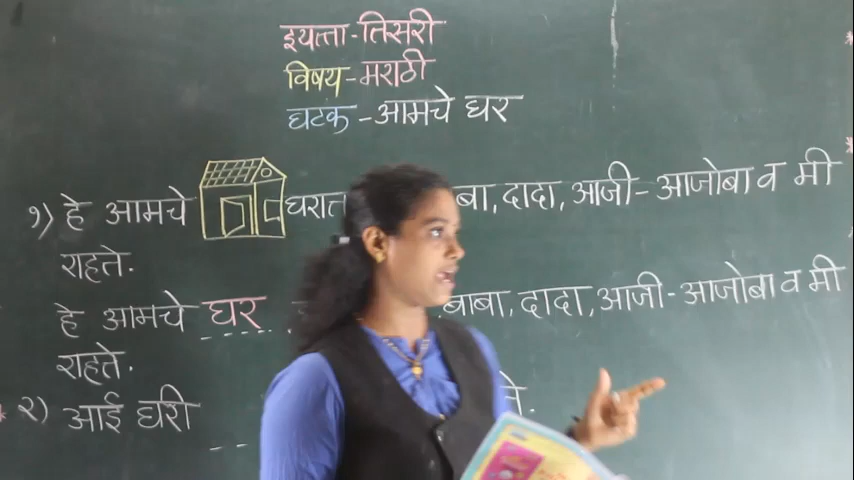 इयत्ता - तिसरी
विषय - मराठी
घटक - आमचे घर
१) हे आमचे घरात बा, दादा, आजी - आजोबा व मी
राहते.
हे आमचे घर बाबा, दादा, आजी - आजोबा व मी
राहते.
२) आई घरी